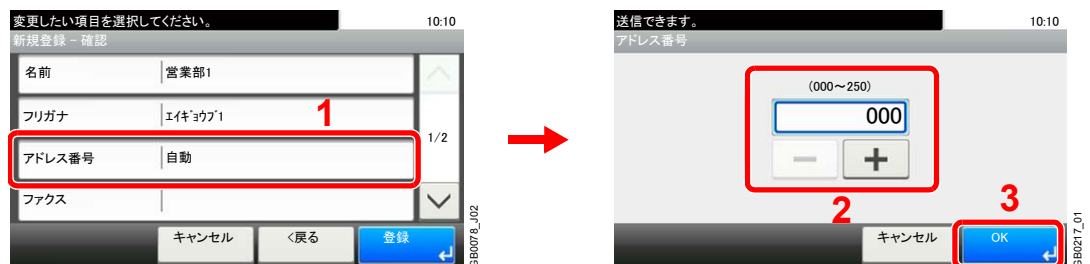 変更したい項目を選択してください。 10:10
新規登録 - 確認
名前 営業部1
フリガナ ｴｲｷﾞｮｳﾌﾞ1
1
1/2
アドレス番号 自動
ファクス
キャンセル <戻る 登録
GB0078_J02
送信できます。 10:10
アドレス番号
(000～250)
000
2
3
キャンセル OK
GB0217_01